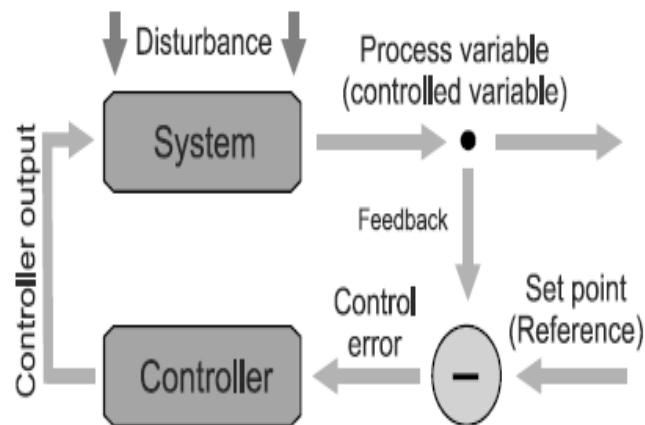 Disturbance
Process variable
(controlled variable)
System
Controller output
Feedback
Set point
(Reference)
Control
error
Controller
−